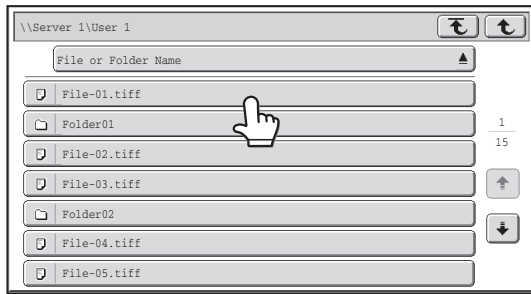 \\Server 1\User 1
File or Folder Name
File-01.tiff
Folder01
File-02.tiff
File-03.tiff
Folder02
File-04.tiff
File-05.tiff
1
15